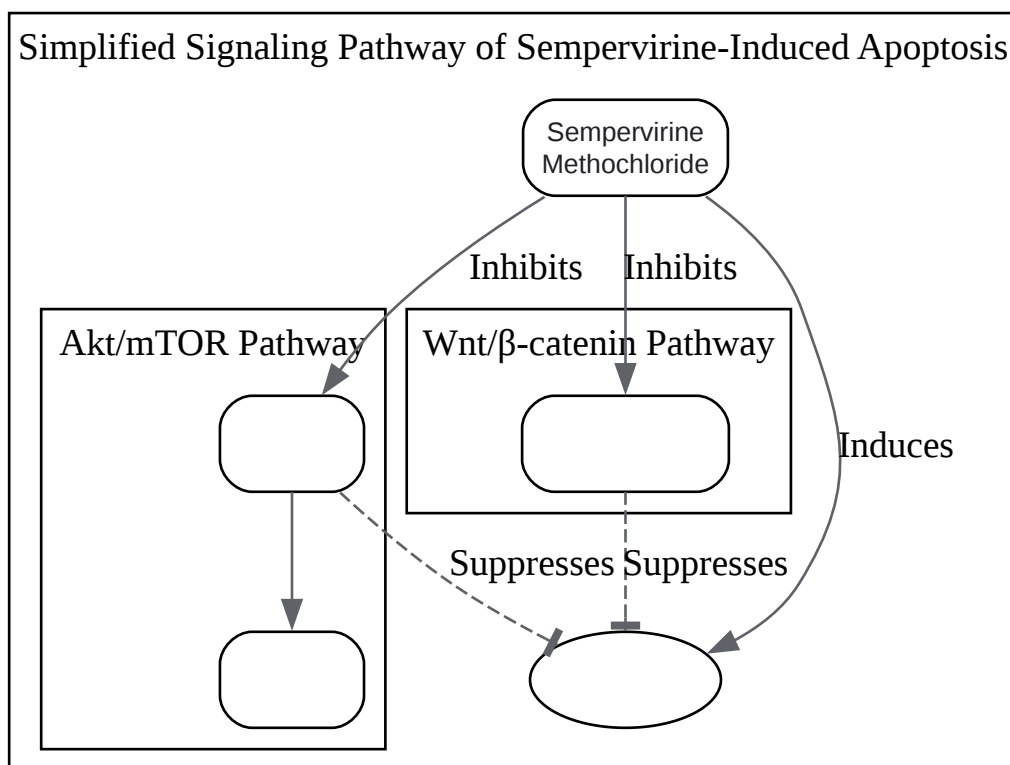 Simplified Signaling Pathway of Sempervirine-Induced Apoptosis
Sempervirine
Methochloride
Inhibits
Inhibits
Akt/mTOR Pathway
Wnt/β-catenin Pathway
Induces
Suppresses
Suppresses